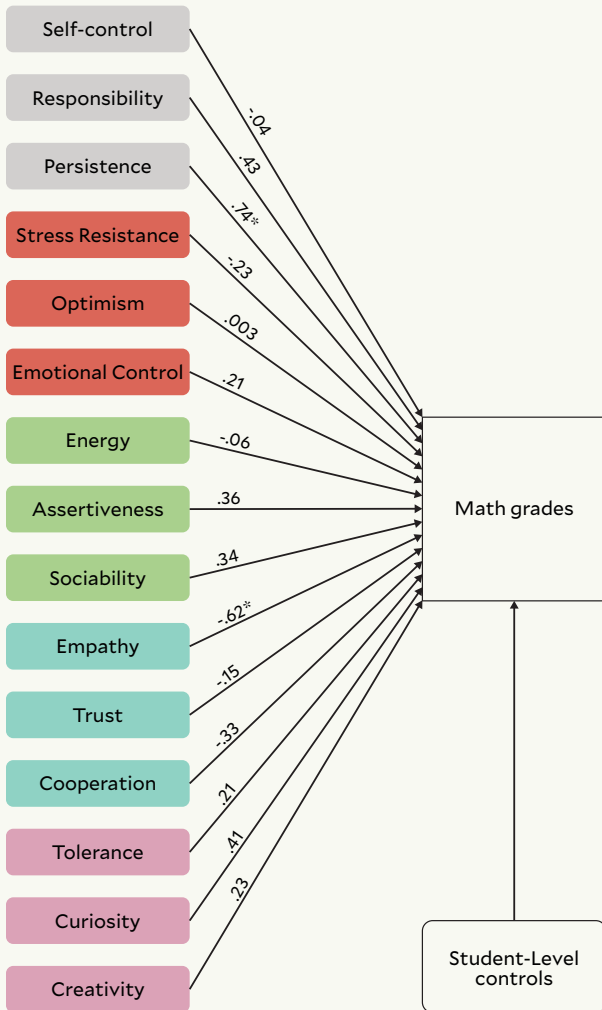 Self-control
-.04
Responsibility
.43
Persistence
.74*
Stress Resistance
-.23
Optimism
.003
Emotional Control
.21
Energy
-.06
Assertiveness
.36
Math grades
Sociability
.34
Empathy
-.62*
Trust
-.15
Cooperation
-.33
Tolerance
.21
Curiosity
.41
Creativity
.23
Student-Level
controls